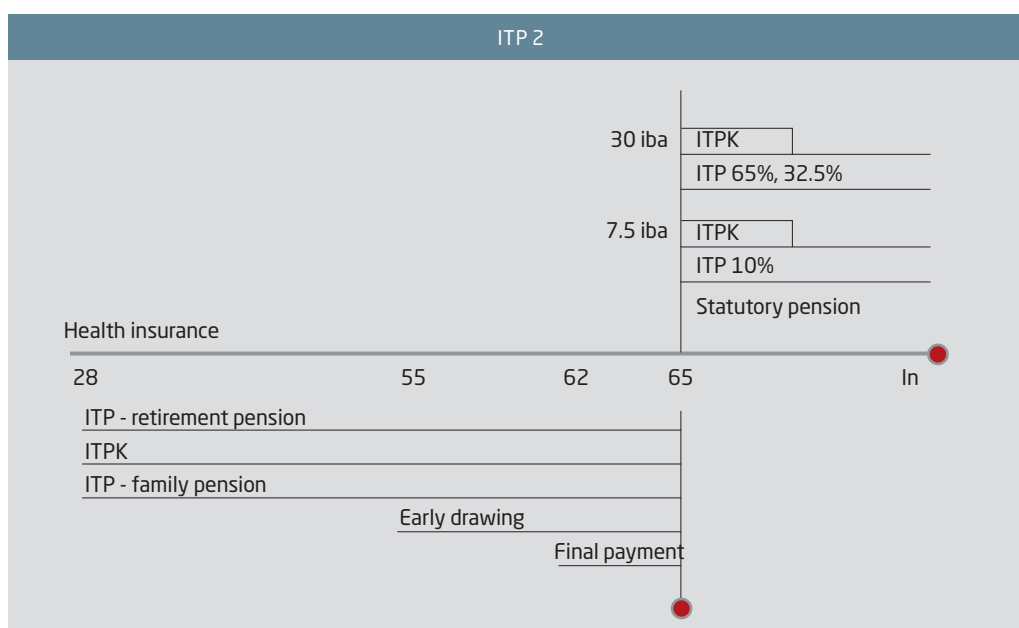 ITP 2
30 iba
ITPK
ITP 65%, 32.5%
7.5 iba
ITPK
ITP 10%
Statutory pension
Health insurance
28 55 62 65 In
ITP - retirement pension
ITPK
ITP - family pension
Early drawing
Final payment